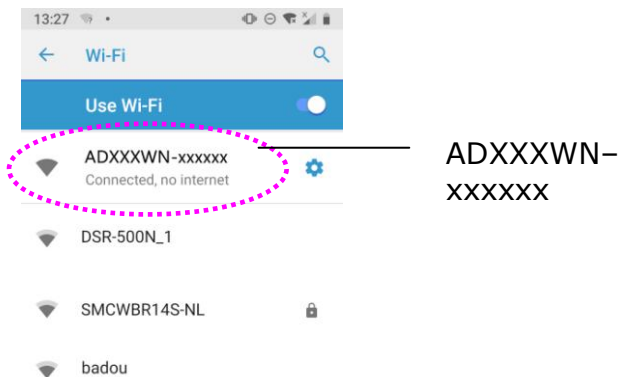 13:27
Wi-Fi
Use Wi-Fi
ADXXXWN-xxxxxx
Connected, no internet
ADXXXWN–
xxxxxx
DSR-500N_1
SMCWBR14S-NL
badou